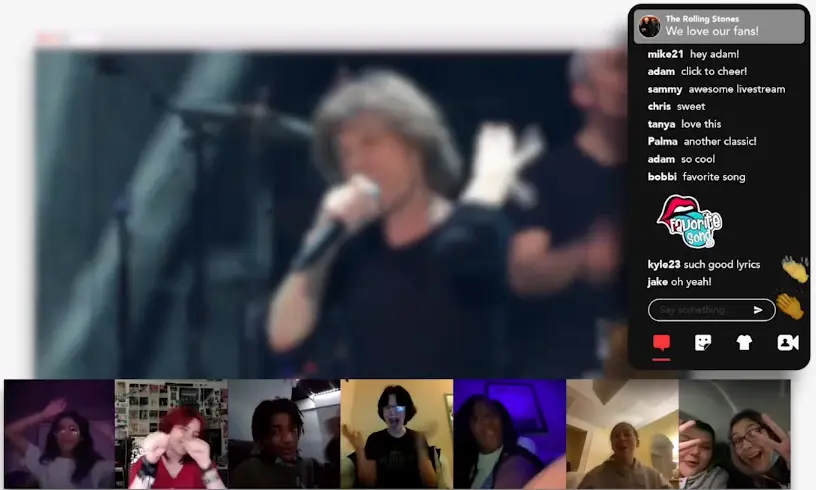 The Rolling Stones
We love our fans!
mike21 hey adam!
adam click to cheer!
sammy awesome livestream
chris sweet
tanya love this
Palma another classic!
adam so cool
bobbi favorite song
favorite
song
kyle23 such good lyrics
jake oh yeah!
Say something...